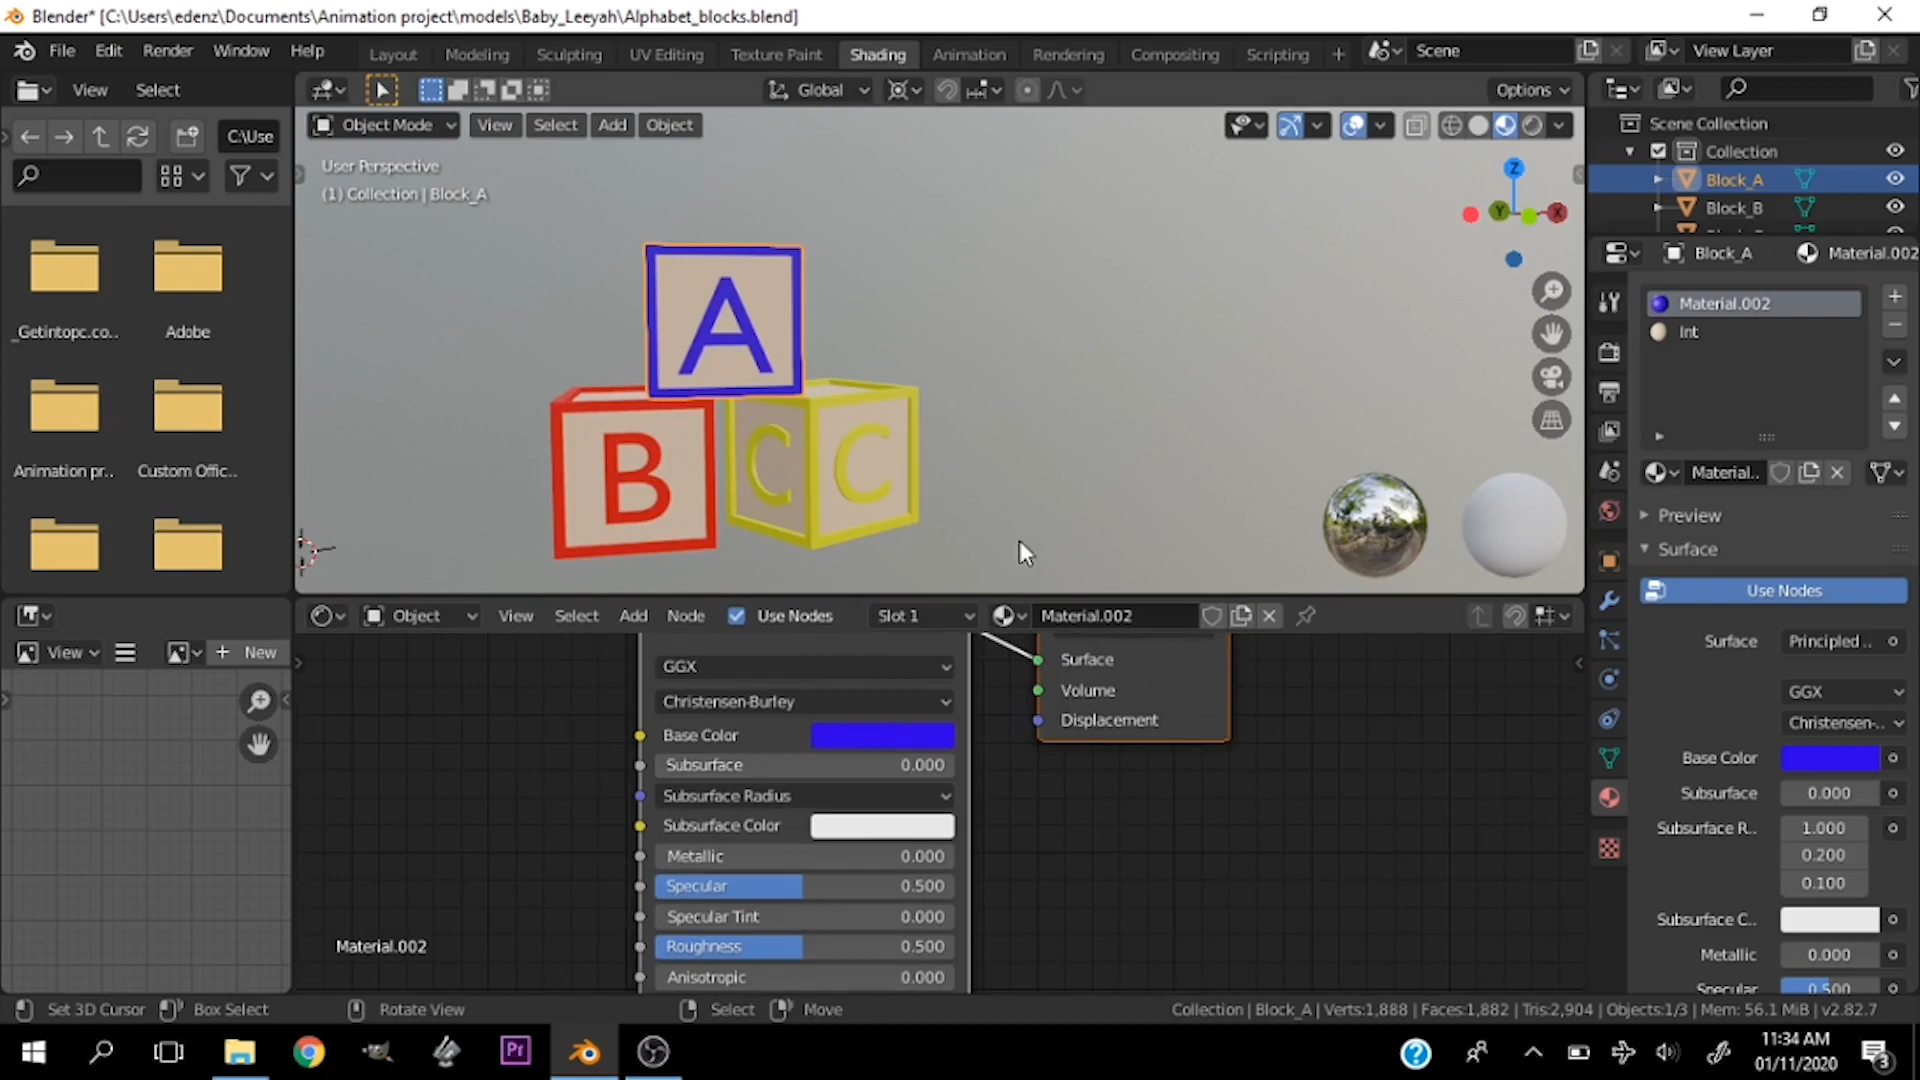 Blender* [C:\Users\edenz\Documents\Animation project\models\Baby_Leeyah\Alphabet_blocks.blend]
File Edit Render Window Help
Layout Modeling Sculpting UV Editing Texture Paint Shading Animation Rendering Compositing Scripting +
Scene
View Layer
View Select
Global
Options
C:\Use
Object Mode View Select Add Object
User Perspective
(1) Collection | Block_A
Z
Y
X
Scene Collection
Collection
Block_A
Block_B
_Getintopc.co..
Adobe
Animation pr..
Custom Offic..
A
B
C
C
Block_A
Material.002
Material.002
Int
Material..
Preview
Surface
Use Nodes
Surface Principled ..
GGX
Christensen-..
Base Color
Subsurface 0.000
Subsurface R.. 1.000
0.200
0.100
Subsurface C..
Metallic 0.000
Specular 0.500
Object View Select Add Node Use Nodes Slot 1 Material.002
View
New
GGX
Christensen-Burley
Base Color
Subsurface 0.000
Subsurface Radius
Subsurface Color
Metallic 0.000
Specular 0.500
Specular Tint 0.000
Roughness 0.500
Anisotropic 0.000
Surface
Volume
Displacement
Material.002
Set 3D Cursor Box Select Rotate View Select Move
Collection | Block_A | Verts:1,888 | Faces:1,882 | Tris:2,904 | Objects:1/3 | Mem: 56.1 MiB | v2.82.7
Pr
11:34 AM
01/11/2020
3